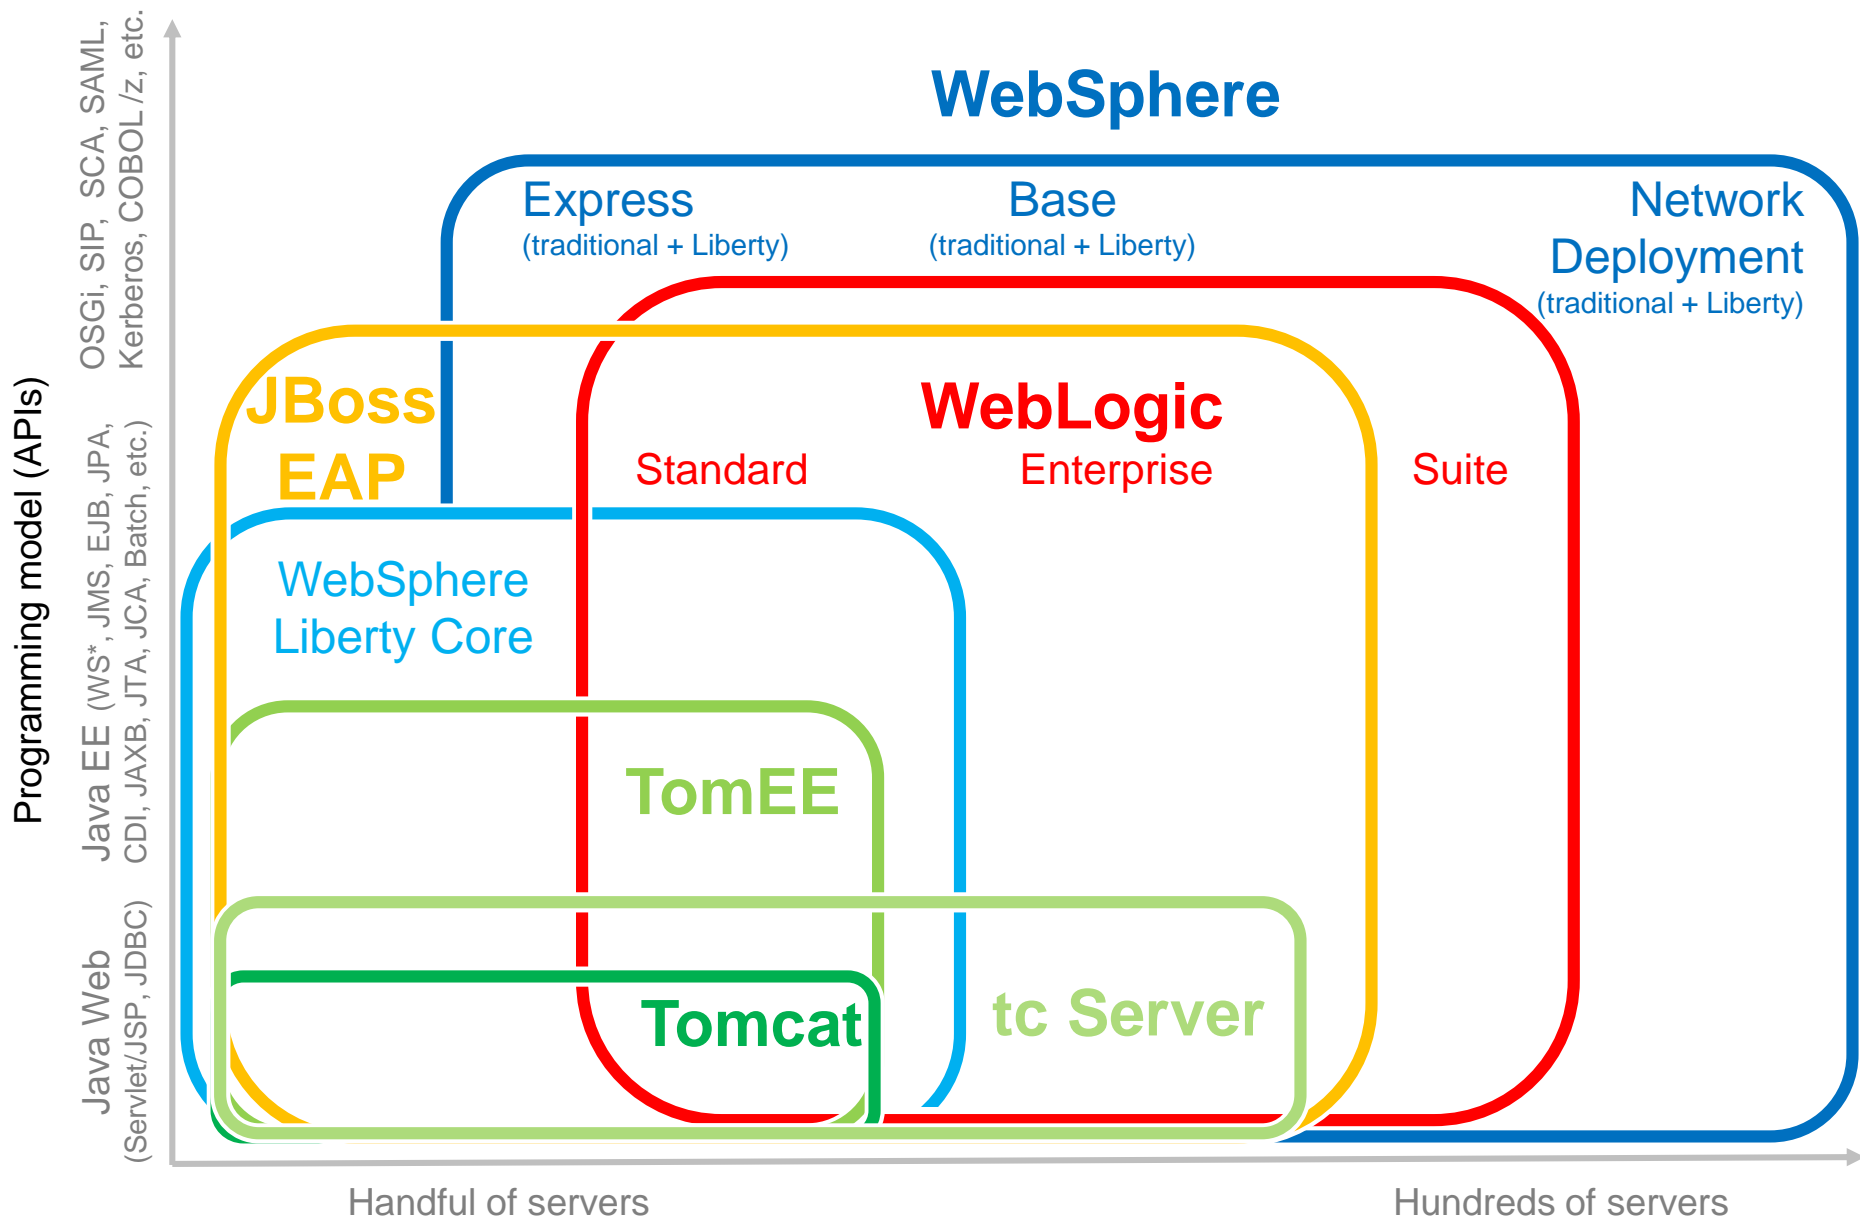 WebSphere
Express
(traditional + Liberty)
Base
(traditional + Liberty)
Network
Deployment
(traditional + Liberty)
JBoss
EAP
WebLogic
Standard
Enterprise
Suite
WebSphere
Liberty Core
TomEE
Tomcat
tc Server
Programming model (APIs)
OSGi, SIP, SCA, SAML,
Kerberos, COBOL /z, etc.
Java EE (WS*, JMS, EJB, JPA,
CDI, JAXB, JTA, JCA, Batch, etc.)
Java Web
(Servlet/JSP, JDBC)
Handful of servers
Hundreds of servers